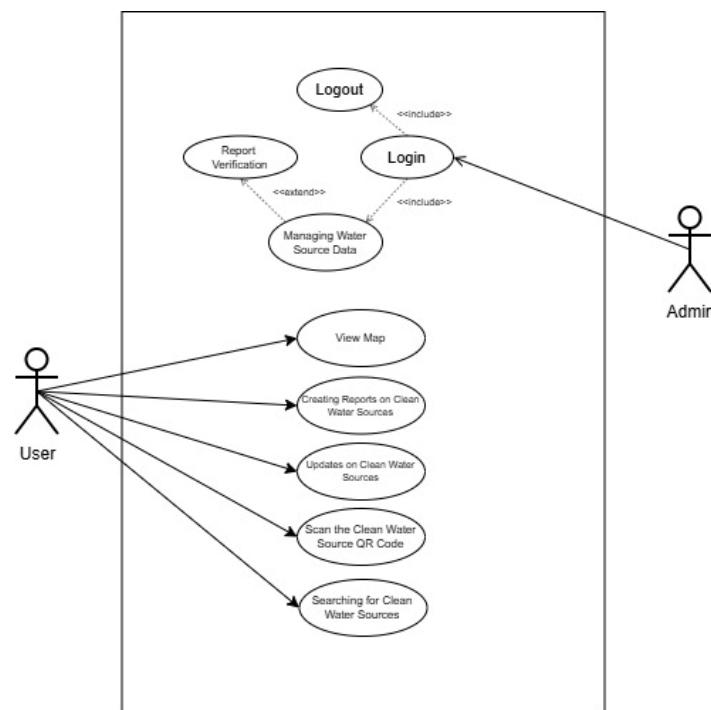 Logout
<<include>>
Report
Verification
Login
<<extend>>
<<include>>
Managing Water
Source Data
Admin
View Map
Creating Reports on Clean
Water Sources
User
Updates on Clean Water
Sources
Scan the Clean Water
Source QR Code
Searching for Clean
Water Sources